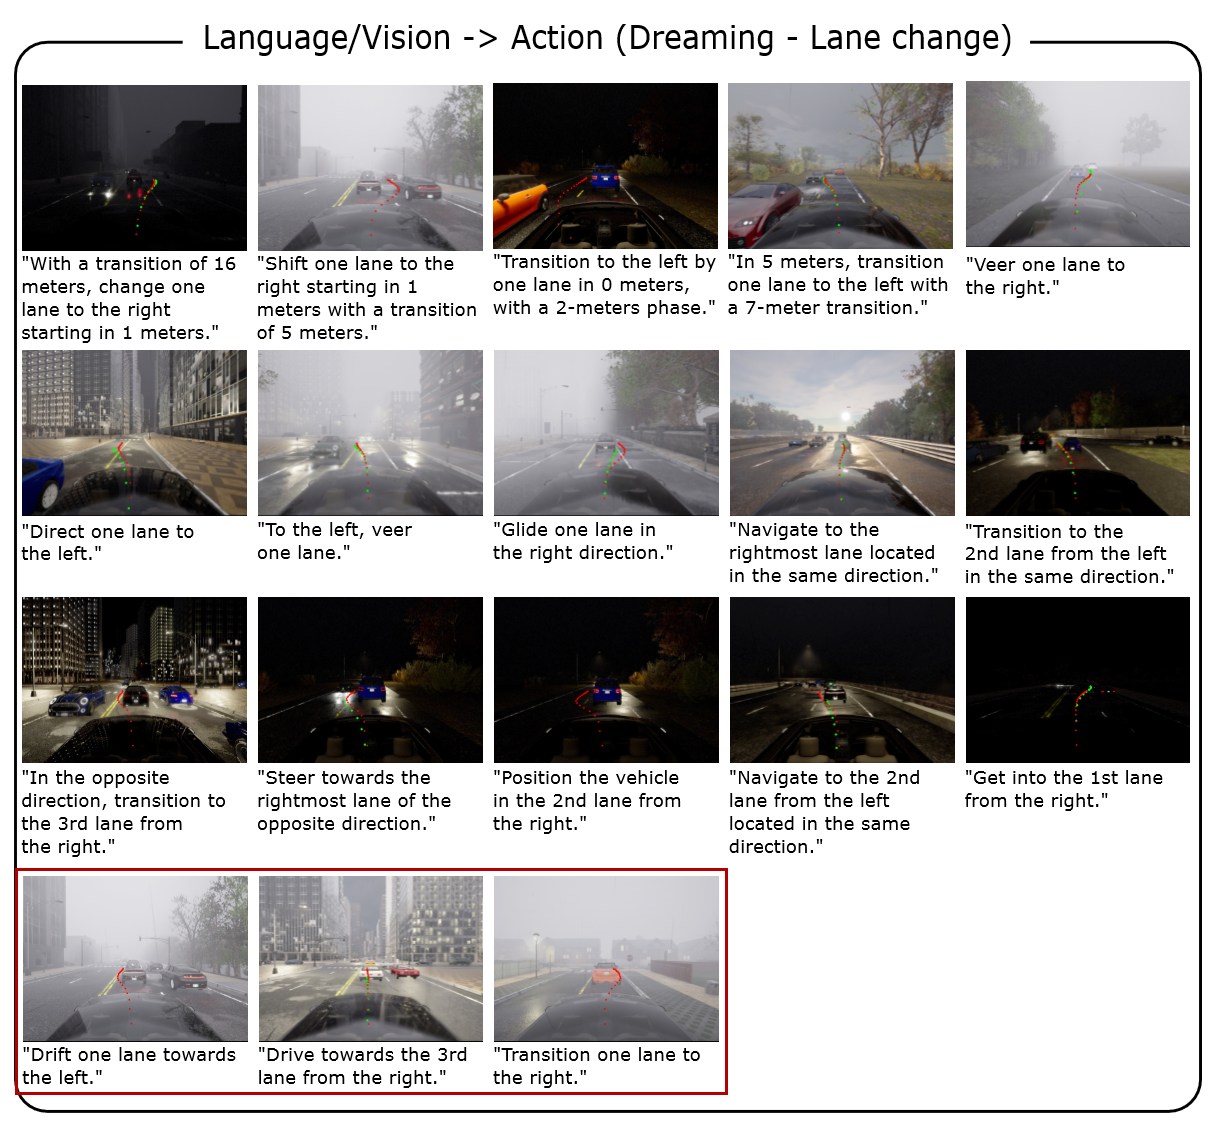 Language/Vision -> Action (Dreaming - Lane change)
"With a transition of 16
meters, change one
lane to the right
starting in 1 meters."
"Shift one lane to the
right starting in 1
meters with a transition
of 5 meters."
"Transition to the left by
one lane in 0 meters,
with a 2-meters phase."
"In 5 meters, transition
one lane to the left with
a 7-meter transition."
"Veer one lane to
the right."
"Direct one lane to
the left."
"To the left, veer
one lane."
"Glide one lane in
the right direction."
"Navigate to the
rightmost lane located
in the same direction."
"Transition to the
2nd lane from the left
in the same direction."
"In the opposite
direction, transition to
the 3rd lane from
the right."
"Steer towards the
rightmost lane of the
opposite direction."
"Position the vehicle
in the 2nd lane from
the right."
"Navigate to the 2nd
lane from the left
located in the same
direction."
"Get into the 1st lane
from the right."
"Drift one lane towards
the left."
"Drive towards the 3rd
lane from the right."
"Transition one lane to
the right."